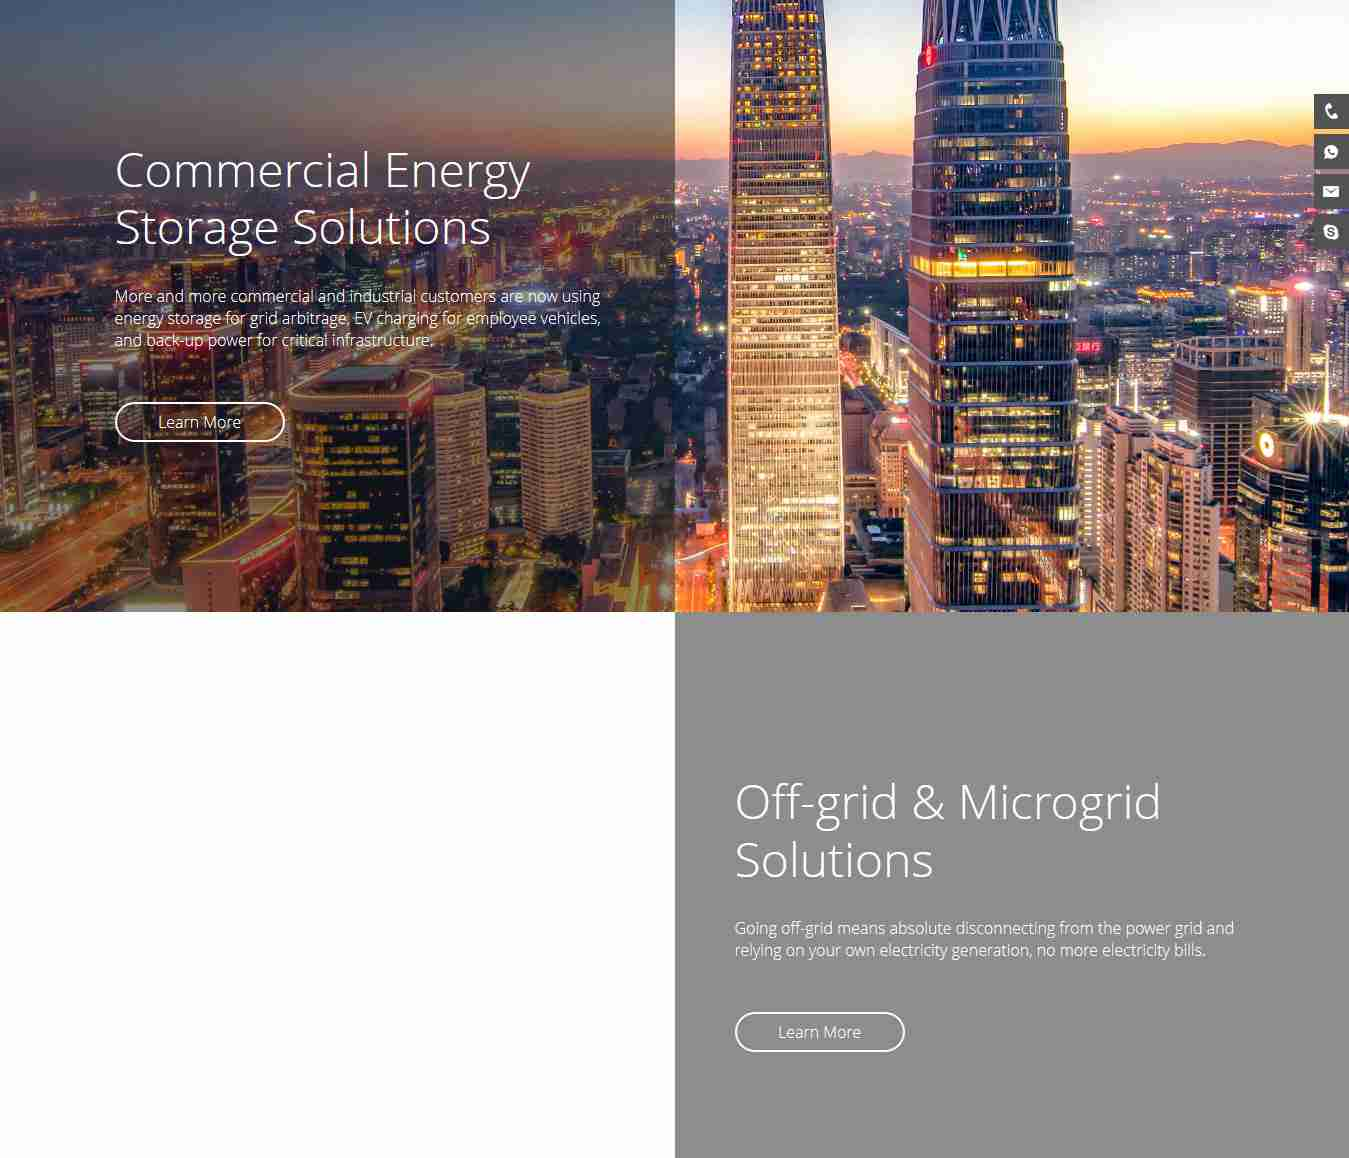 Commercial Energy
Storage Solutions
More and more commercial and industrial customers are now using
energy storage for grid arbitrage, EV charging for employee vehicles,
and back-up power for critical infrastructure.
Learn More
Off-grid & Microgrid
Solutions
Going off-grid means absolute disconnecting from the power grid and
relying on your own electricity generation, no more electricity bills.
Learn More